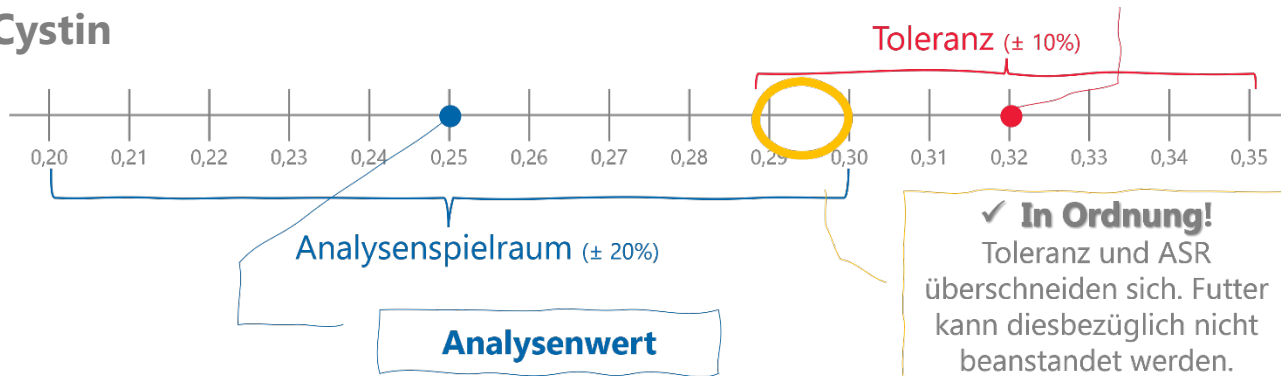 Cystin
Toleranz (± 10%)
0,20 0,21 0,22 0,23 0,24 0,25 0,26 0,27 0,28 0,29 0,30 0,31 0,32 0,33 0,34 0,35
Analysenspielraum (± 20%)
Analysenwert
✓ In Ordnung!
Toleranz und ASR
überschneiden sich. Futter
kann diesbezüglich nicht
beanstandet werden.